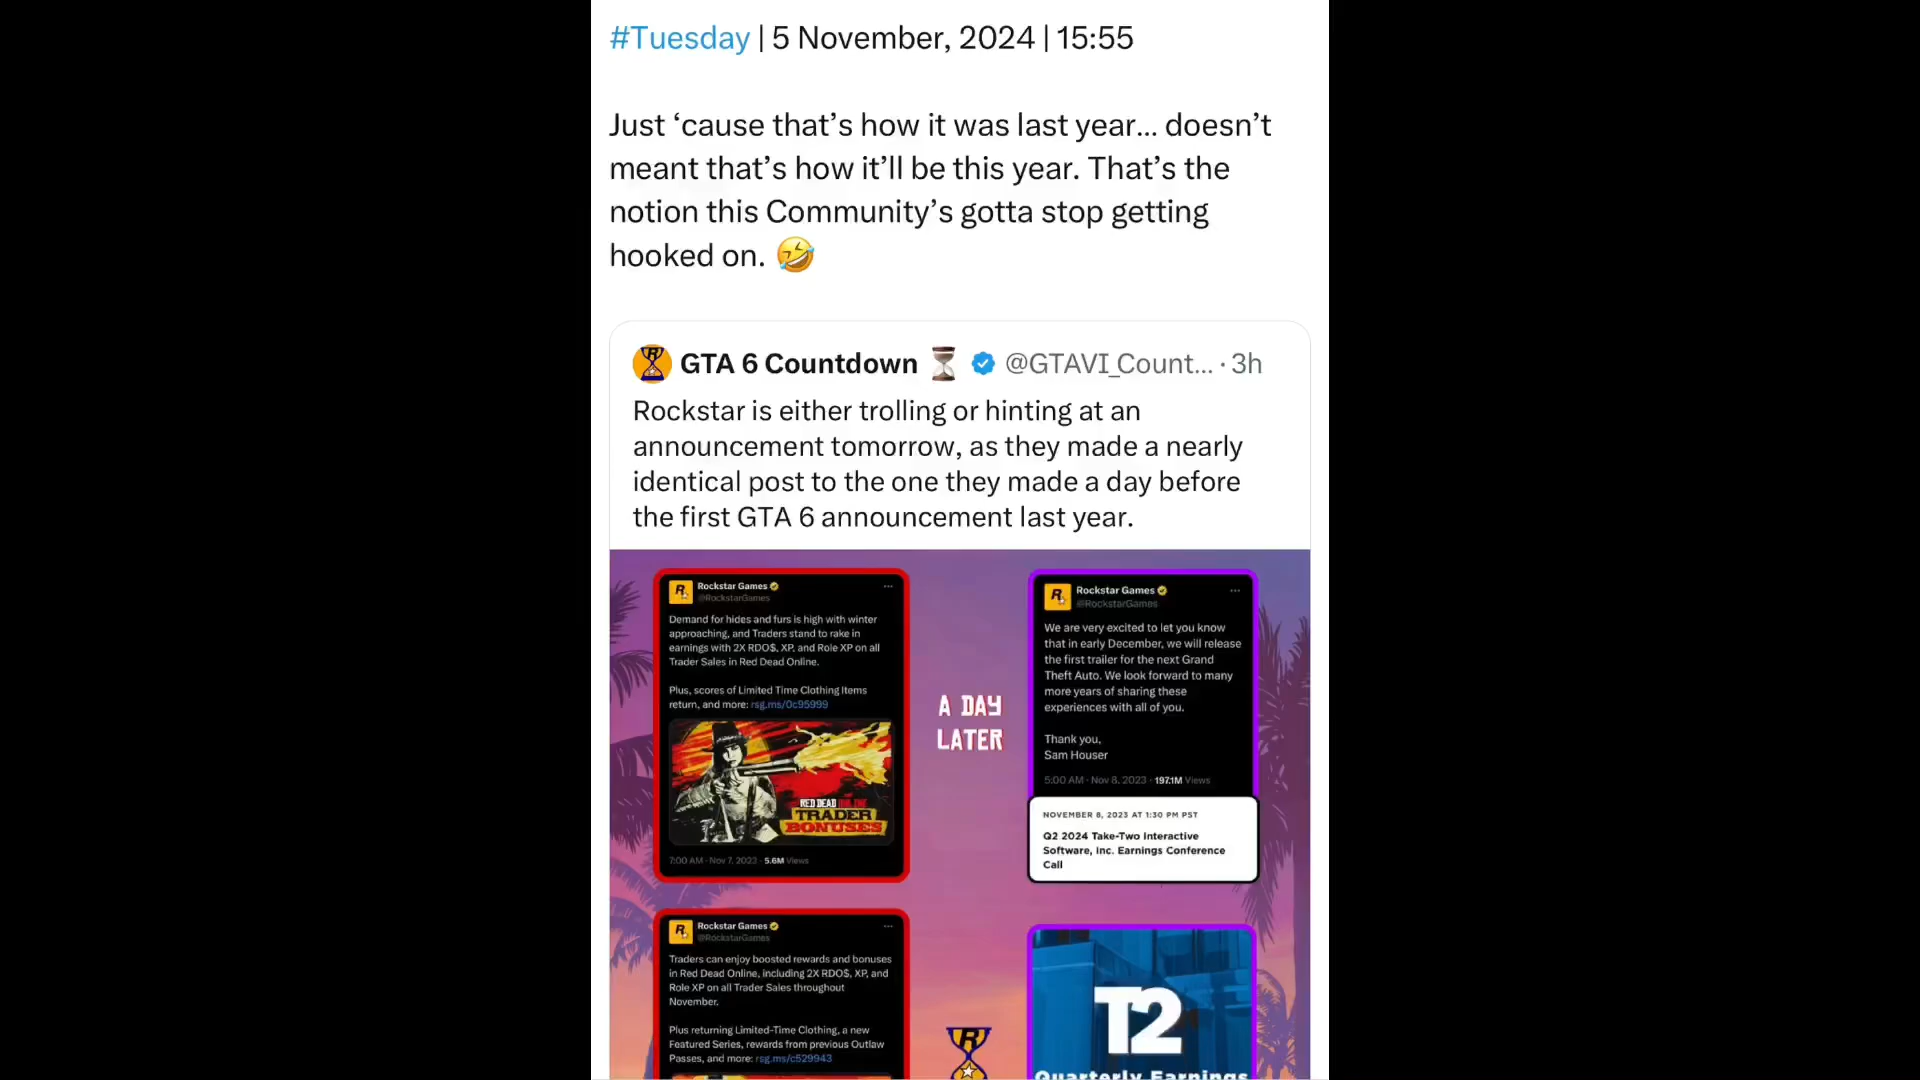 #Tuesday | 5 November, 2024 | 15:55
Just ‘cause that’s how it was last year... doesn’t
meant that’s how it’ll be this year. That’s the
notion this Community’s gotta stop getting
hooked on. 🤣
GTA 6 Countdown ⏳ @GTAVI_Count... · 3h
Rockstar is either trolling or hinting at an
announcement tomorrow, as they made a nearly
identical post to the one they made a day before
the first GTA 6 announcement last year.
Rockstar Games
@RockstarGames
Demand for hides and furs is high with winter
approaching, and Traders stand to rake in
earnings with 2X RDO$, XP, and Role XP on all
Trader Sales in Red Dead Online.
Plus, scores of Limited Time Clothing Items
return, and more: rsg.ms/0c95999
RED DEAD ONLINE
TRADER
BONUSES
7:00 AM · Nov 7, 2023 · 5.6M Views
A DAY
LATER
Rockstar Games
@RockstarGames
We are very excited to let you know
that in early December, we will release
the first trailer for the next Grand
Theft Auto. We look forward to many
more years of sharing these
experiences with all of you.
Thank you,
Sam Houser
5:00 AM · Nov 8, 2023 · 197.1M Views
NOVEMBER 8, 2023 AT 1:30 PM PST
Q2 2024 Take-Two Interactive
Software, Inc. Earnings Conference
Call
Rockstar Games
@RockstarGames
Traders can enjoy boosted rewards and bonuses
in Red Dead Online, including 2X RDO$, XP, and
Role XP on all Trader Sales throughout
November.
Plus returning Limited-Time Clothing, a new
Featured Series, rewards from previous Outlaw
Passes, and more: rsg.ms/c529943
R
T2
Quarterly Earnings